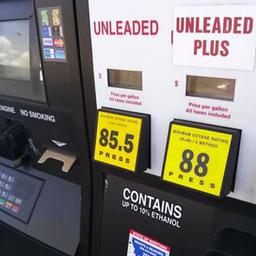 UNLEADED
UNLEADED
PLUS
$
$
Price per gallon
All taxes included
Price per gallon
All taxes included
ENGINE NO SMOKING
MINIMUM OCTANE RATING
85.5
PRESS
MINIMUM OCTANE RATING
(R+M) / 2 METHOD
88
PRESS
CONTAINS
UP TO 10% ETHANOL